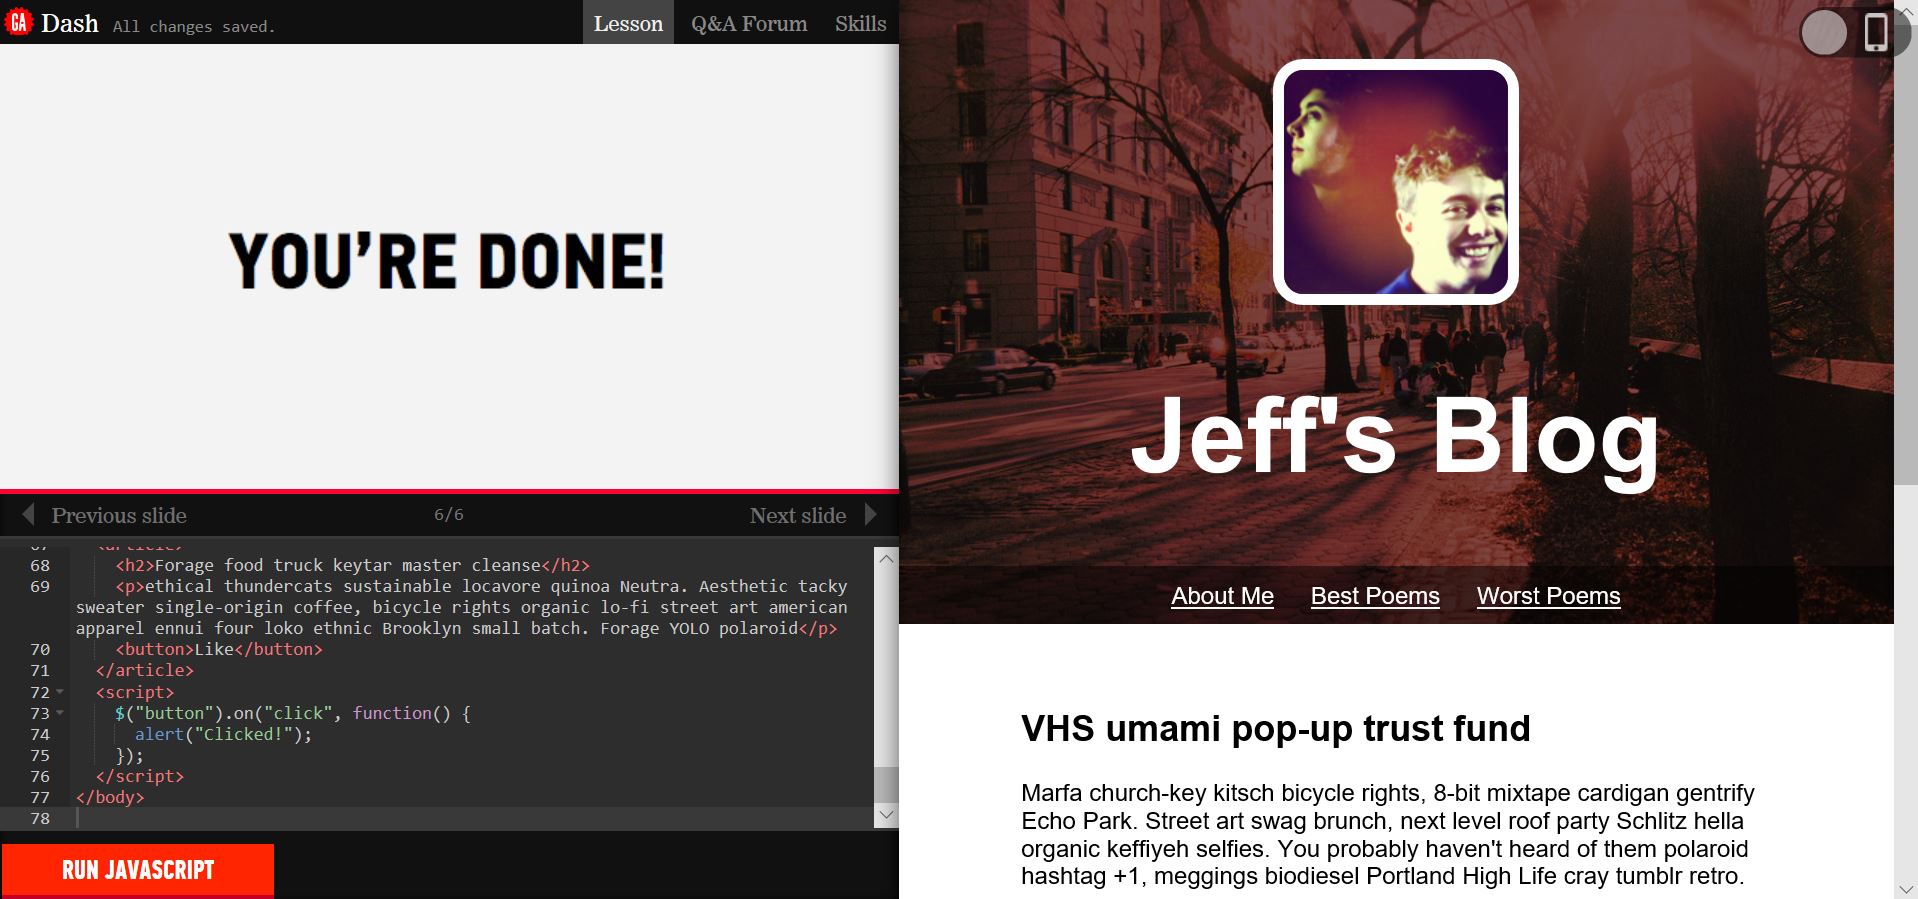 GA Dash All changes saved. Lesson Q&A Forum Skills
YOU'RE DONE!
Previous slide 6/6 Next slide
67 <article>
68 <h2>Forage food truck keytar master cleanse</h2>
69 <p>ethical thundercats sustainable locavore quinoa Neutra. Aesthetic tacky
sweater single-origin coffee, bicycle rights organic lo-fi street art american
apparel ennui four loko ethnic Brooklyn small batch. Forage YOLO polaroid</p>
70 <button>Like</button>
71 </article>
72 <script>
73 $("button").on("click", function() {
74 alert("Clicked!");
75 });
76 </script>
77 </body>
78
RUN JAVASCRIPT
Jeff's Blog
About Me Best Poems Worst Poems
VHS umami pop-up trust fund
Marfa church-key kitsch bicycle rights, 8-bit mixtape cardigan gentrify
Echo Park. Street art swag brunch, next level roof party Schlitz hella
organic keffiyeh selfies. You probably haven't heard of them polaroid
hashtag +1, meggings biodiesel Portland High Life cray tumblr retro.